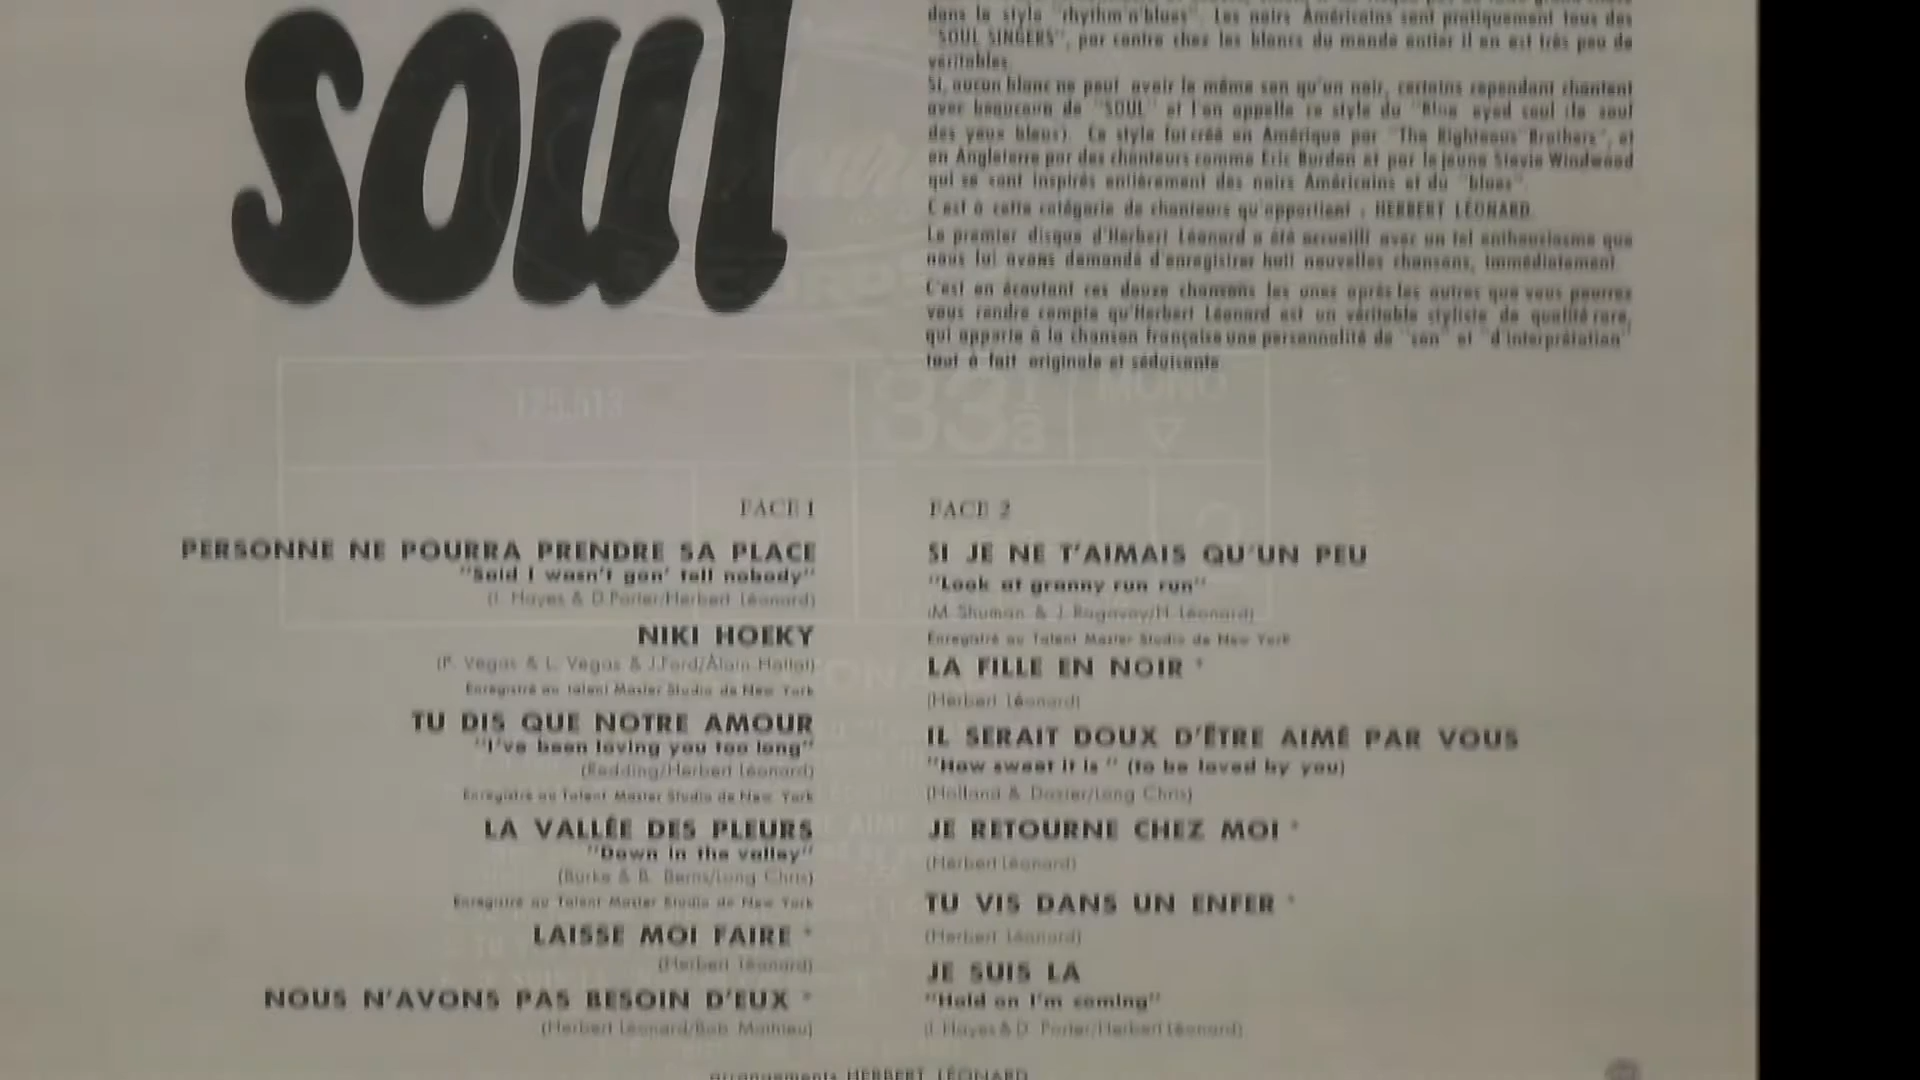 soul
dans le style "rhythm'n'blues". Les noirs Américains sont pratiquement tous des
"SOUL SINGERS", par contre chez les blancs du monde entier il en est très peu de
véritables.
Si, aucun blanc ne peut avoir le même son qu'un noir, certains cependant chantent
avec beaucoup de "SOUL" et l'on appelle ce style du "Blue eyed soul (le soul
des yeux bleus). Ce style fut créé en Amérique par "The Righteous Brothers", et
en Angleterre par des chanteurs comme Eric Burdon et par le jeune Stevie Windwood
qui se sont inspirés entièrement des noirs Américains et du "blues".
C'est à cette catégorie de chanteurs qu'appartient : HERBERT LÉONARD.
Le premier disque d'Herbert Léonard a été accueilli avec un tel enthousiasme que
nous lui avons demandé d'enregistrer huit nouvelles chansons, immédiatement.
C'est en écoutant ces douze chansons les unes après les autres que vous pourrez
vous rendre compte qu'Herbert Léonard est un véritable styliste de qualité rare,
qui apporte à la chanson française une personnalité de "son" et "d'interprétation"
tout à fait originale et séduisante.
MONO
FACE 1
PERSONNE NE POURRA PRENDRE SA PLACE
"Said I wasn't gon' tell nobody"
(I. Hayes & D. Porter/Herbert Léonard)
NIKI HOEKY
(P. Vegas & L. Vegas & J. Ford/Alain Hattat)
Enregistré au Talent Master Studio de New York
TU DIS QUE NOTRE AMOUR
"I've been loving you too long"
(Redding/Herbert Léonard)
Enregistré au Talent Master Studio de New York
LA VALLÉE DES PLEURS
"Down in the valley"
(Burke & B. Berns/Long Chris)
Enregistré au Talent Master Studio de New York
LAISSE MOI FAIRE *
(Herbert Léonard)
NOUS N'AVONS PAS BESOIN D'EUX *
(Herbert Léonard/Bob Mathieu)
FACE 2
SI JE NE T'AIMAIS QU'UN PEU
"Look at granny run run"
(M. Shuman & J. Ragavoy/H. Léonard)
Enregistré au Talent Master Studio de New York
LA FILLE EN NOIR *
(Herbert Léonard)
IL SERAIT DOUX D'ÊTRE AIMÉ PAR VOUS
"How sweet it is" (to be loved by you)
(Holland & Dozier/Long Chris)
JE RETOURNE CHEZ MOI *
(Herbert Léonard)
TU VIS DANS UN ENFER *
(Herbert Léonard)
JE SUIS LA
"Hold on I'm coming"
(I. Hayes & D. Porter/Herbert Léonard)
arrangements HERBERT LÉONARD